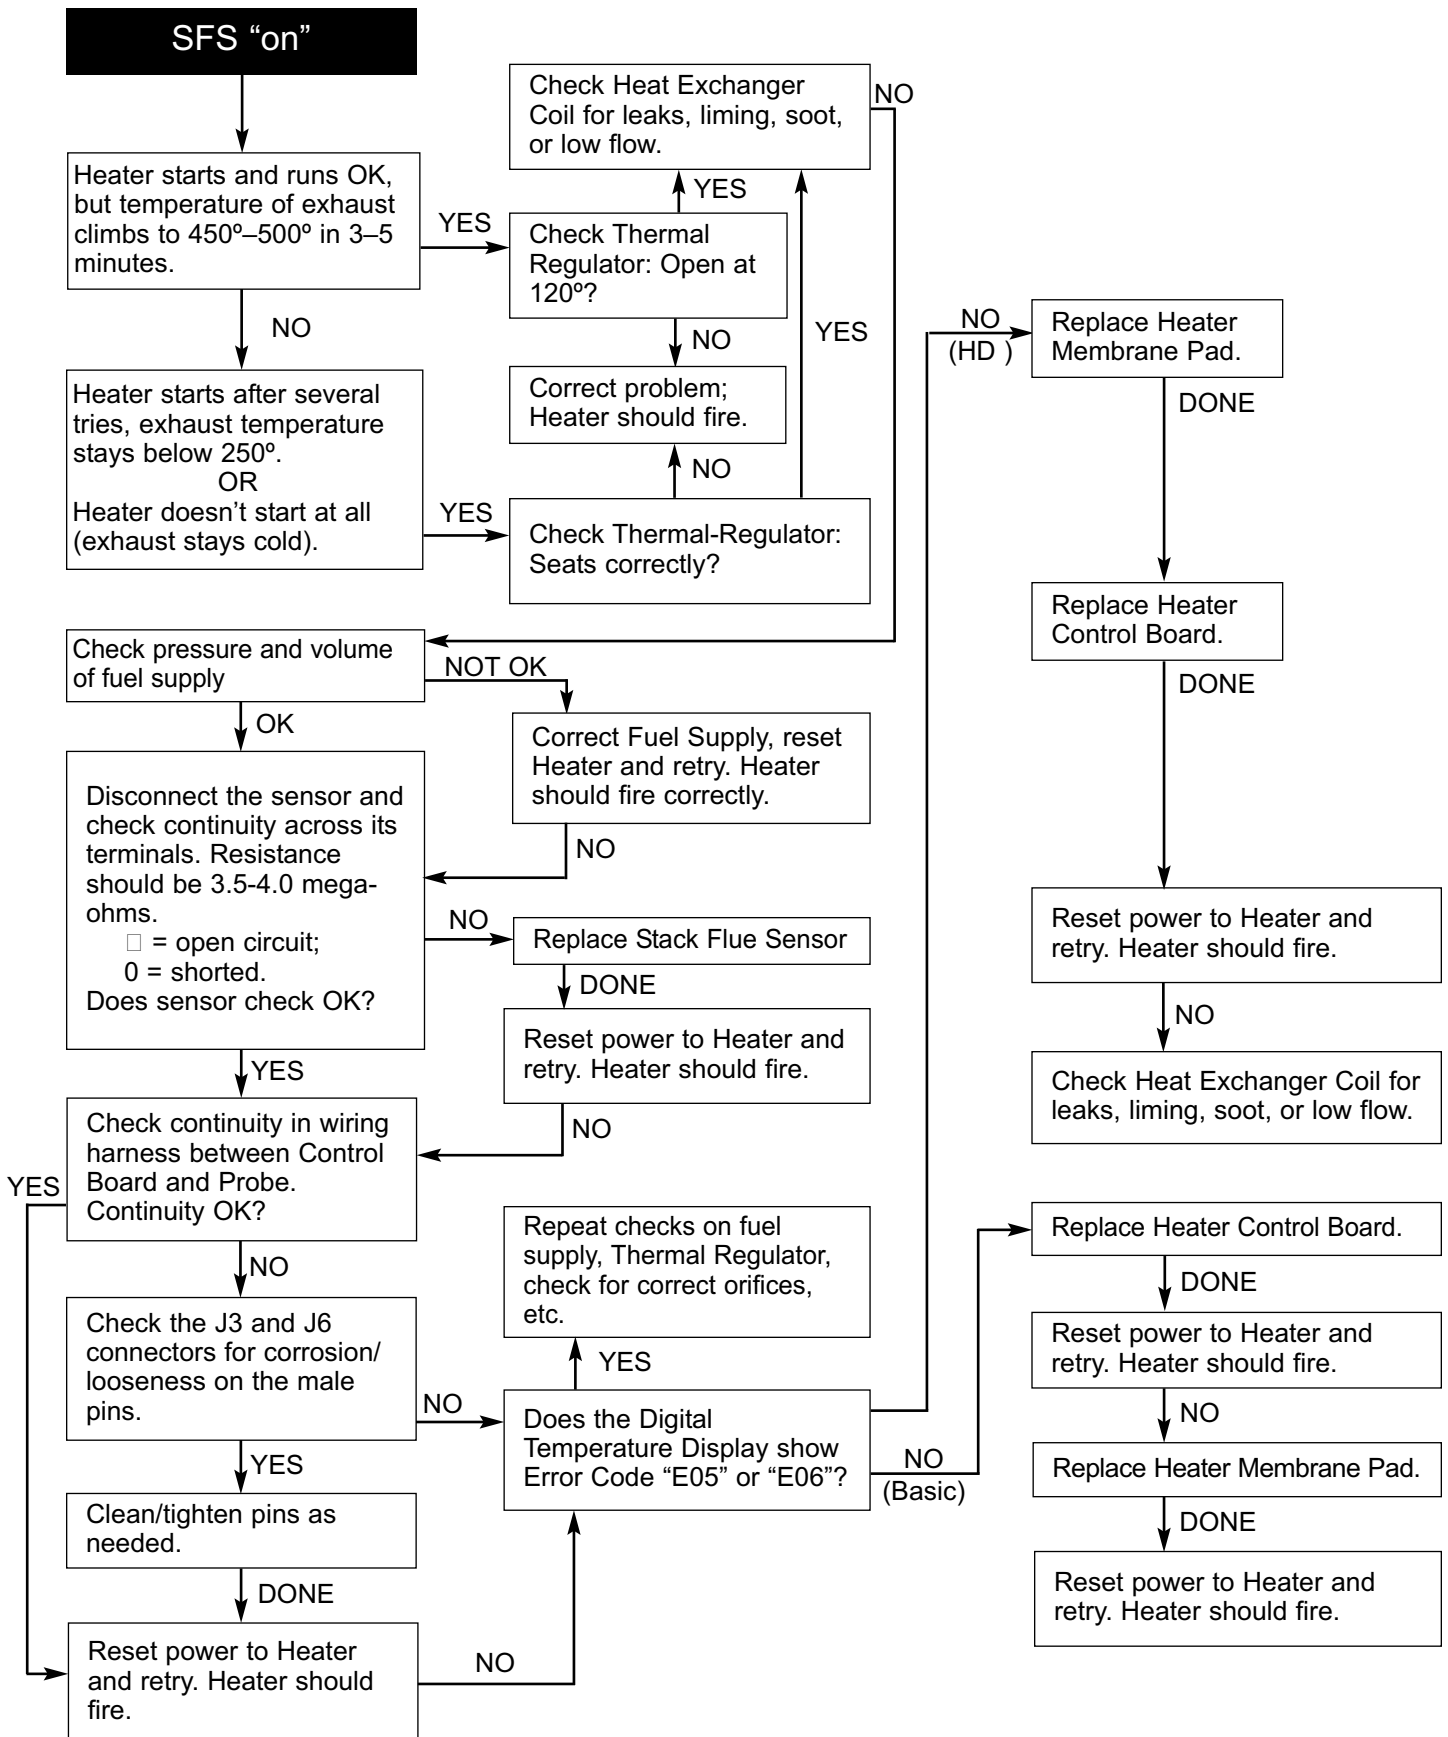 SFS “on”
Check Heat Exchanger
Coil for leaks, liming, soot,
or low flow.
NO
Heater starts and runs OK,
but temperature of exhaust
climbs to 450º–500º in 3–5
minutes.
YES
YES
Check Thermal
Regulator: Open at
120º?
YES
NO
NO
Correct problem;
Heater should fire.
NO
Heater starts after several
tries, exhaust temperature
stays below 250º.
OR
Heater doesn’t start at all
(exhaust stays cold).
YES
Check Thermal-Regulator:
Seats correctly?
NO
(HD )
Replace Heater
Membrane Pad.
DONE
Replace Heater
Control Board.
DONE
Reset power to Heater and
retry. Heater should fire.
NO
Check Heat Exchanger Coil for
leaks, liming, soot, or low flow.
Check pressure and volume
of fuel supply
NOT OK
OK
Correct Fuel Supply, reset
Heater and retry. Heater
should fire correctly.
NO
Disconnect the sensor and
check continuity across its
terminals. Resistance
should be 3.5-4.0 mega-
ohms.
□ = open circuit;
0 = shorted.
Does sensor check OK?
NO
Replace Stack Flue Sensor
DONE
Reset power to Heater and
retry. Heater should fire.
NO
YES
Check continuity in wiring
harness between Control
Board and Probe.
Continuity OK?
YES
NO
Check the J3 and J6
connectors for corrosion/
looseness on the male
pins.
NO
YES
Clean/tighten pins as
needed.
DONE
Reset power to Heater
and retry. Heater should
fire.
NO
Repeat checks on fuel
supply, Thermal Regulator,
check for correct orifices,
etc.
YES
Does the Digital
Temperature Display show
Error Code “E05” or “E06”?
NO
(Basic)
Replace Heater Control Board.
DONE
Reset power to Heater and
retry. Heater should fire.
NO
Replace Heater Membrane Pad.
DONE
Reset power to Heater and
retry. Heater should fire.